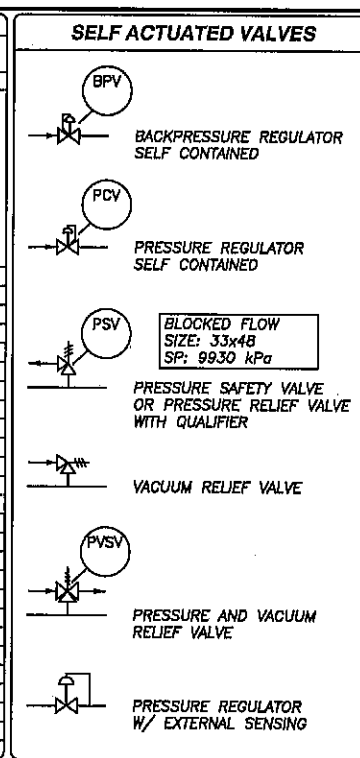 SELF ACTUATED VALVES
BPV
BACKPRESSURE REGULATOR
SELF CONTAINED
PCV
PRESSURE REGULATOR
SELF CONTAINED
PSV
BLOCKED FLOW
SIZE: 33x48
SP: 9930 kPa
PRESSURE SAFETY VALVE
OR PRESSURE RELIEF VALVE
WITH QUALIFIER
VACUUM RELIEF VALVE
PVSV
PRESSURE AND VACUUM
RELIEF VALVE
PRESSURE REGULATOR
W/ EXTERNAL SENSING